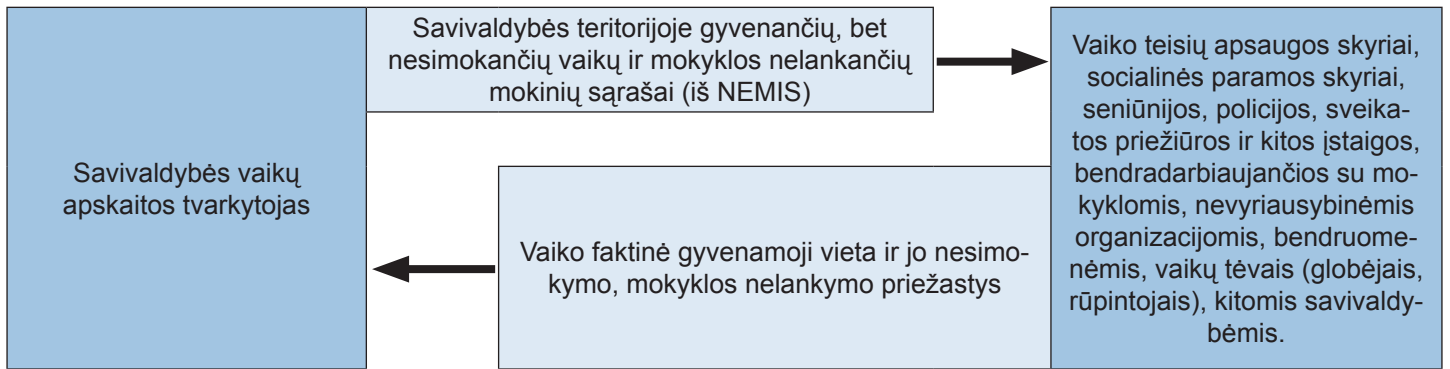 Savivaldybės vaikų
apskaitos tvarkytojas
Savivaldybės teritorijoje gyvenančių, bet
nesimokančių vaikų ir mokyklos nelankančių
mokinių sąrašai (iš NEMIS)
Vaiko faktinė gyvenamoji vieta ir jo nesimo-
kymo, mokyklos nelankymo priežastys
Vaiko teisių apsaugos skyriai,
socialinės paramos skyriai,
seniūnijos, policijos, sveika-
tos priežiūros ir kitos įstaigos,
bendradarbiaujančios su mo-
kyklomis, nevyriausybinėmis
organizacijomis, bendruome-
nėmis, vaikų tėvais (globėjais,
rūpintojais), kitomis savivaldy-
bėmis.